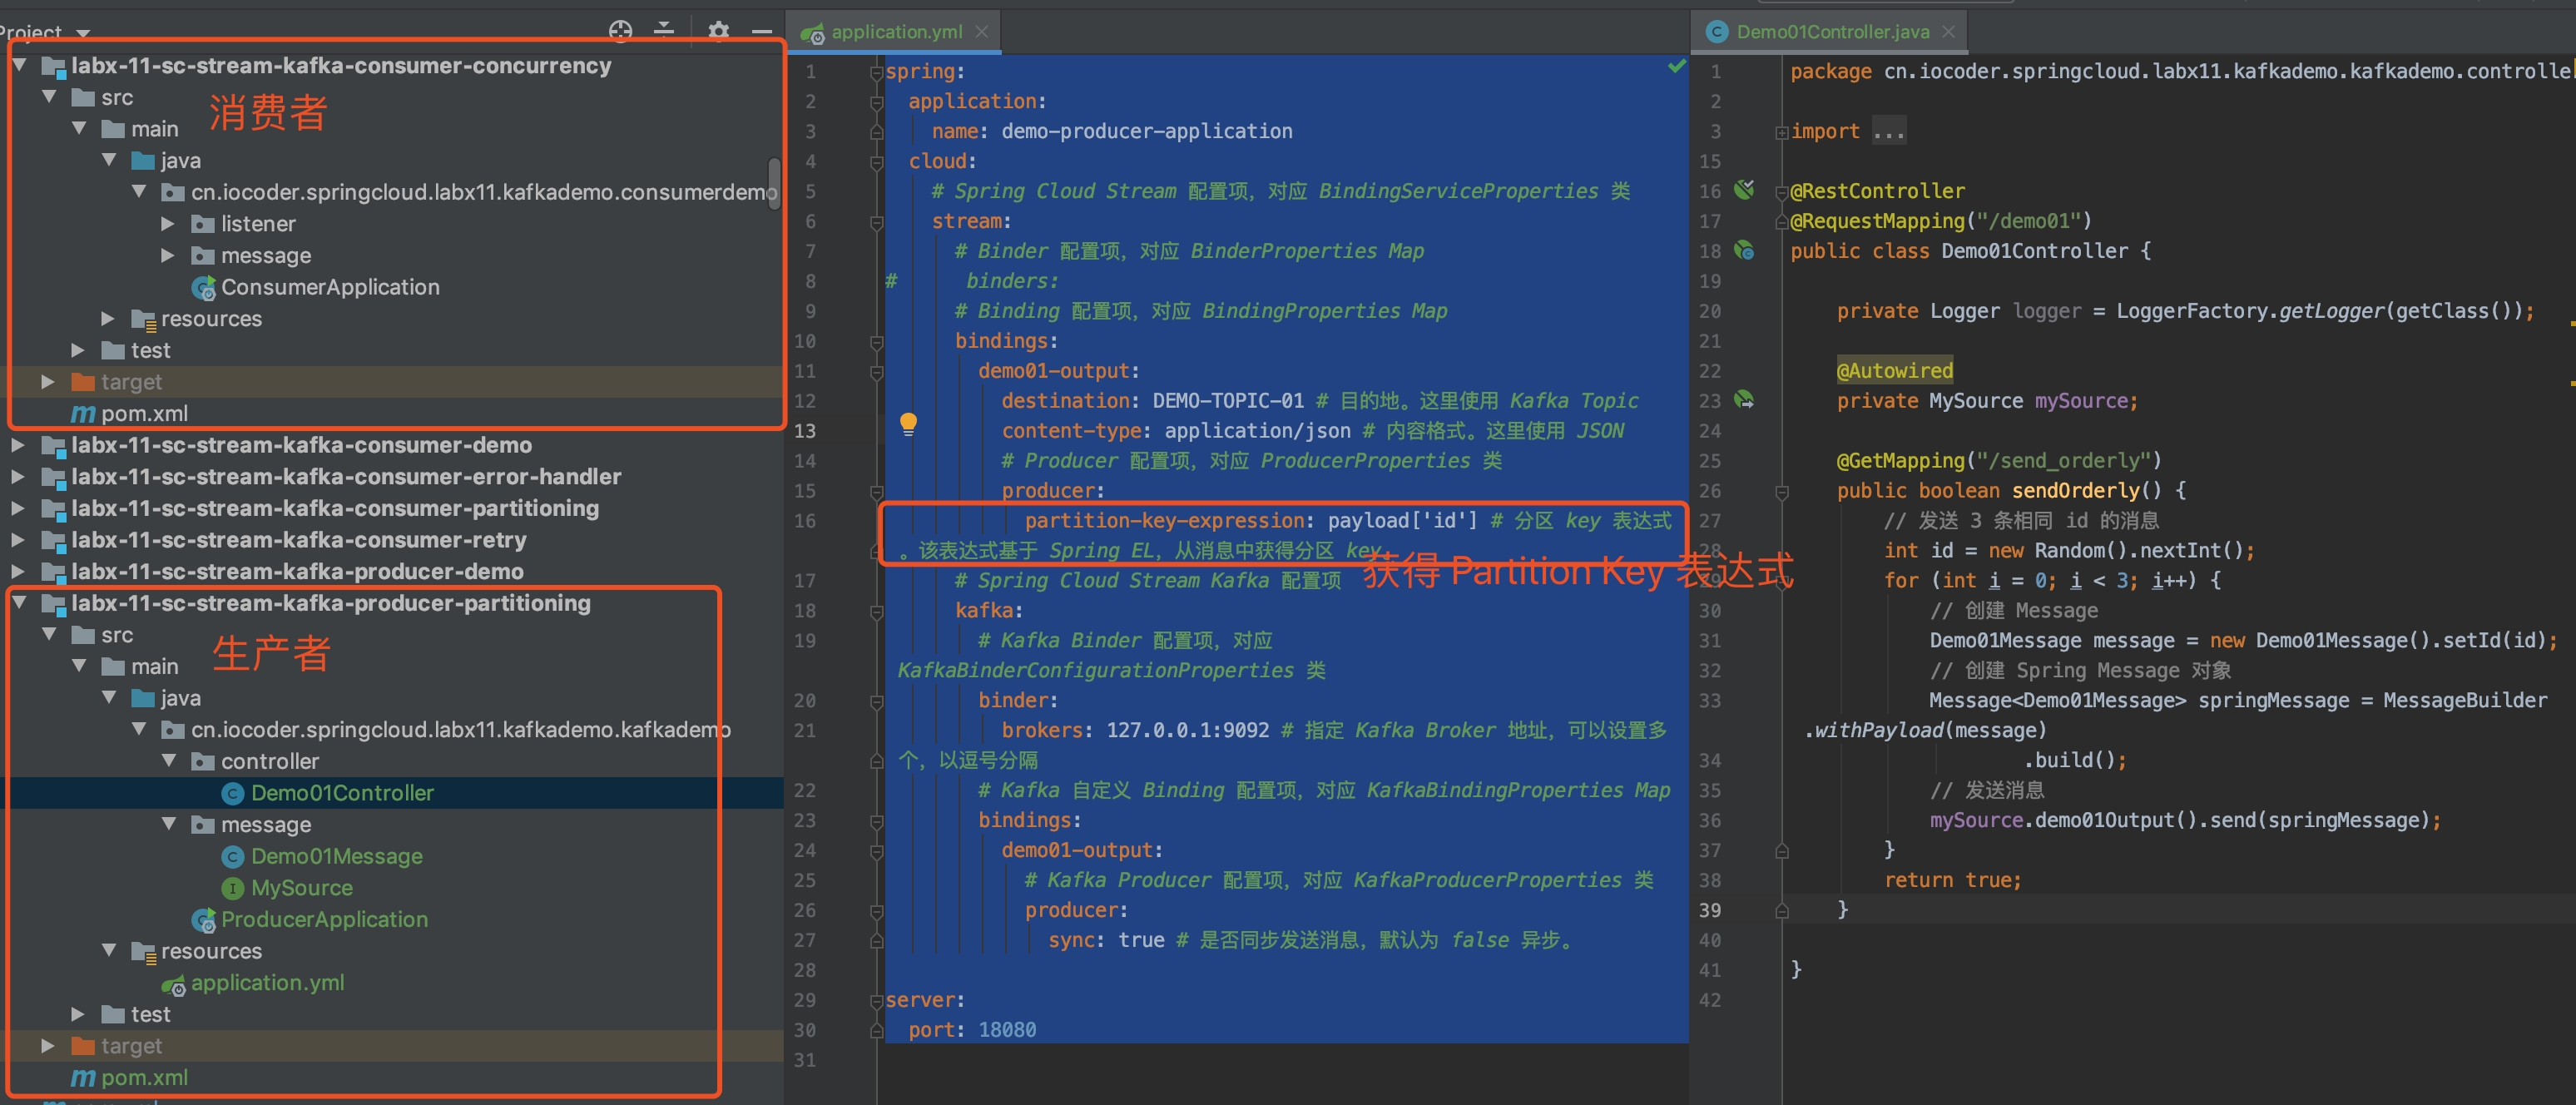 Project
labx-11-sc-stream-kafka-consumer-concurrency
src
消费者
main
java
cn.iocoder.springcloud.labx11.kafkademo.consumerdemo
listener
message
ConsumerApplication
resources
test
target
pom.xml
labx-11-sc-stream-kafka-consumer-demo
labx-11-sc-stream-kafka-consumer-error-handler
labx-11-sc-stream-kafka-consumer-partitioning
labx-11-sc-stream-kafka-consumer-retry
labx-11-sc-stream-kafka-producer-demo
labx-11-sc-stream-kafka-producer-partitioning
src
生产者
main
java
cn.iocoder.springcloud.labx11.kafkademo.kafkademo
controller
Demo01Controller
message
Demo01Message
MySource
ProducerApplication
resources
application.yml
test
target
pom.xml
application.yml
1 spring:
2 application:
3 name: demo-producer-application
4 cloud:
5 # Spring Cloud Stream 配置项，对应 BindingServiceProperties 类
6 stream:
7 # Binder 配置项，对应 BinderProperties Map
8 # binders:
9 # Binding 配置项，对应 BindingProperties Map
10 bindings:
11 demo01-output:
12 destination: DEMO-TOPIC-01 # 目的地。这里使用 Kafka Topic
13 content-type: application/json # 内容格式。这里使用 JSON
14 # Producer 配置项，对应 ProducerProperties 类
15 producer:
16 partition-key-expression: payload['id'] # 分区 key 表达式
。该表达式基于 Spring EL，从消息中获得分区 key。
获得 Partition Key 表达式
17 # Spring Cloud Stream Kafka 配置项
18 kafka:
19 # Kafka Binder 配置项，对应
KafkaBinderConfigurationProperties 类
20 binder:
21 brokers: 127.0.0.1:9092 # 指定 Kafka Broker 地址，可以设置多
个，以逗号分隔
22 # Kafka 自定义 Binding 配置项，对应 KafkaBindingProperties Map
23 bindings:
24 demo01-output:
25 # Kafka Producer 配置项，对应 KafkaProducerProperties 类
26 producer:
27 sync: true # 是否同步发送消息，默认为 false 异步。
28
29 server:
30 port: 18080
31
Demo01Controller.java
1 package cn.iocoder.springcloud.labx11.kafkademo.kafkademo.controlle
2
3 import ...
15
16 @RestController
17 @RequestMapping("/demo01")
18 public class Demo01Controller {
19
20 private Logger logger = LoggerFactory.getLogger(getClass());
21
22 @Autowired
23 private MySource mySource;
24
25 @GetMapping("/send_orderly")
26 public boolean sendOrderly() {
27 // 发送 3 条相同 id 的消息
28 int id = new Random().nextInt();
29 for (int i = 0; i < 3; i++) {
30 // 创建 Message
31 Demo01Message message = new Demo01Message().setId(id);
32 // 创建 Spring Message 对象
33 Message<Demo01Message> springMessage = MessageBuilder
.withPayload(message)
34 .build();
35 // 发送消息
36 mySource.demo01Output().send(springMessage);
37 }
38 return true;
39 }
40
41 }
42